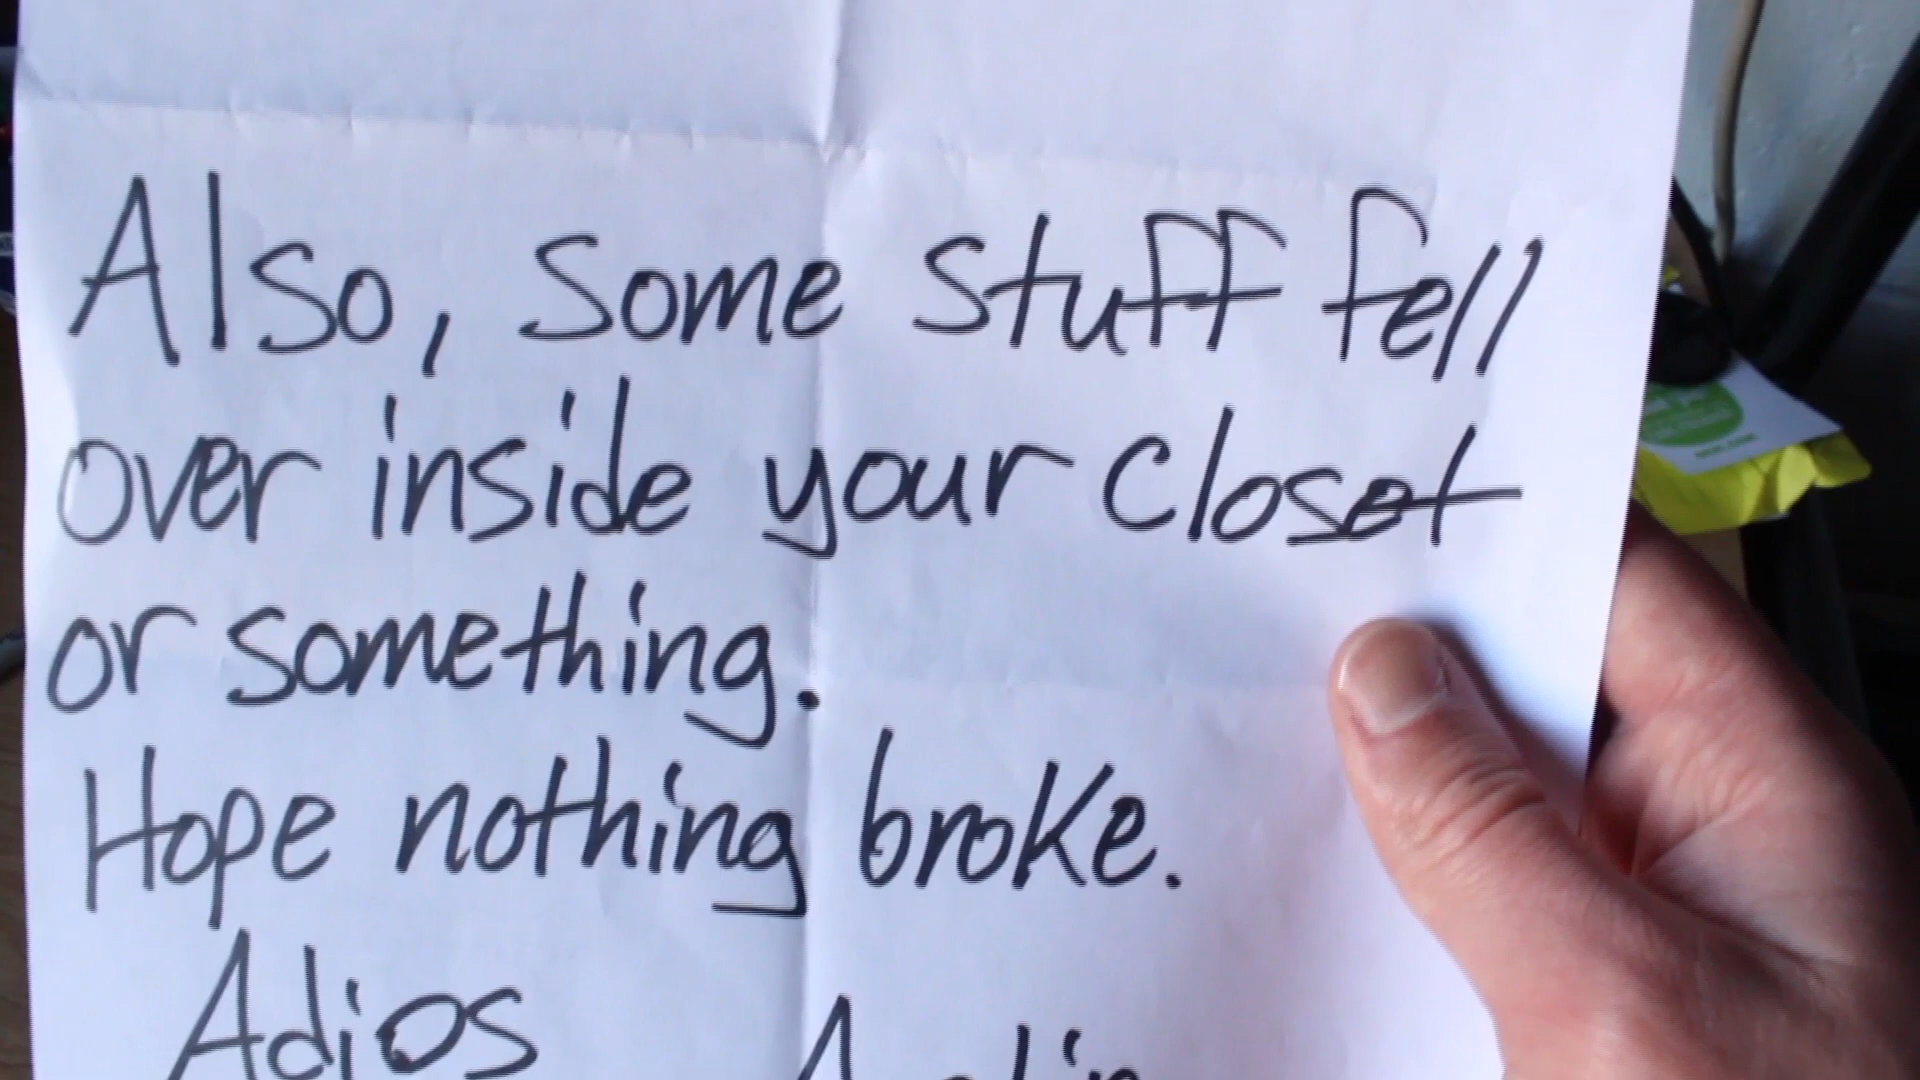 Also, some stuff fell
over inside your closet
or something.
Hope nothing broke.
Adios